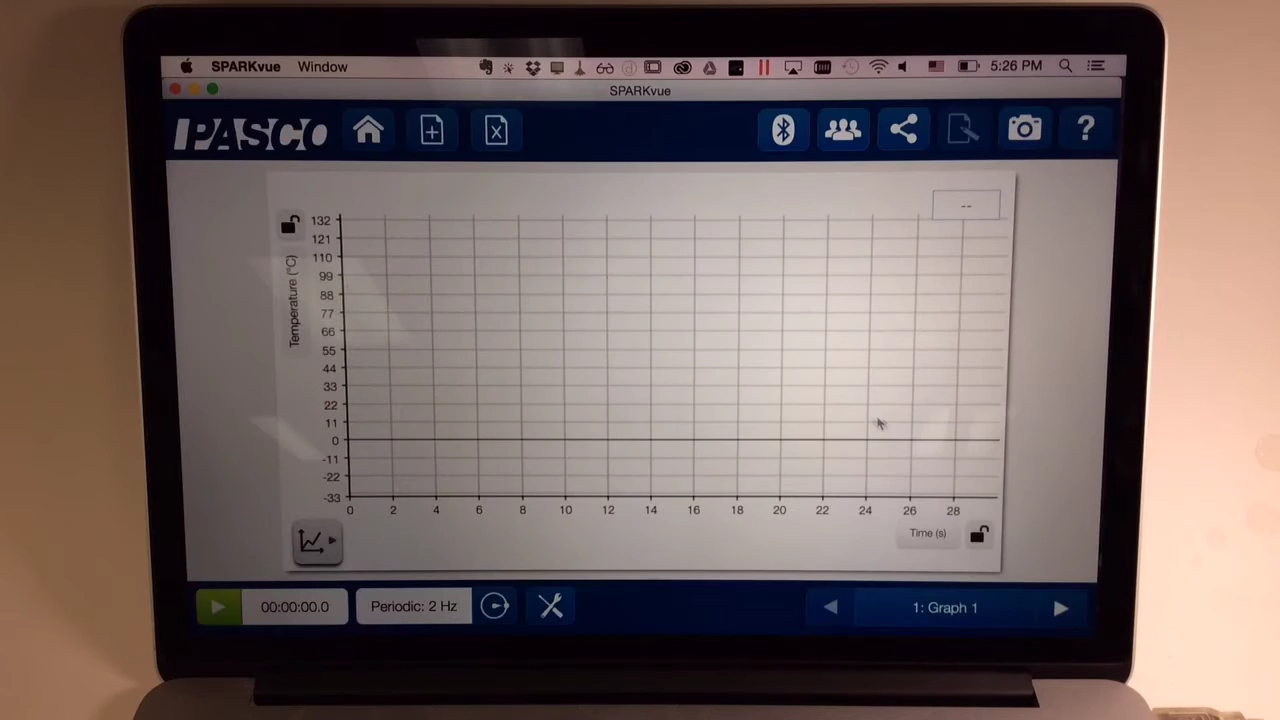 SPARKvue Window 5:26 PM
SPARKvue
PASCO ?
--
132
121
110
99
88
77
66
55
44
33
22
11
0
-11
-22
-33
Temperature (°C)
0 2 4 6 8 10 12 14 16 18 20 22 24 26 28
Time (s)
00:00:00.0 Periodic: 2 Hz 1: Graph 1